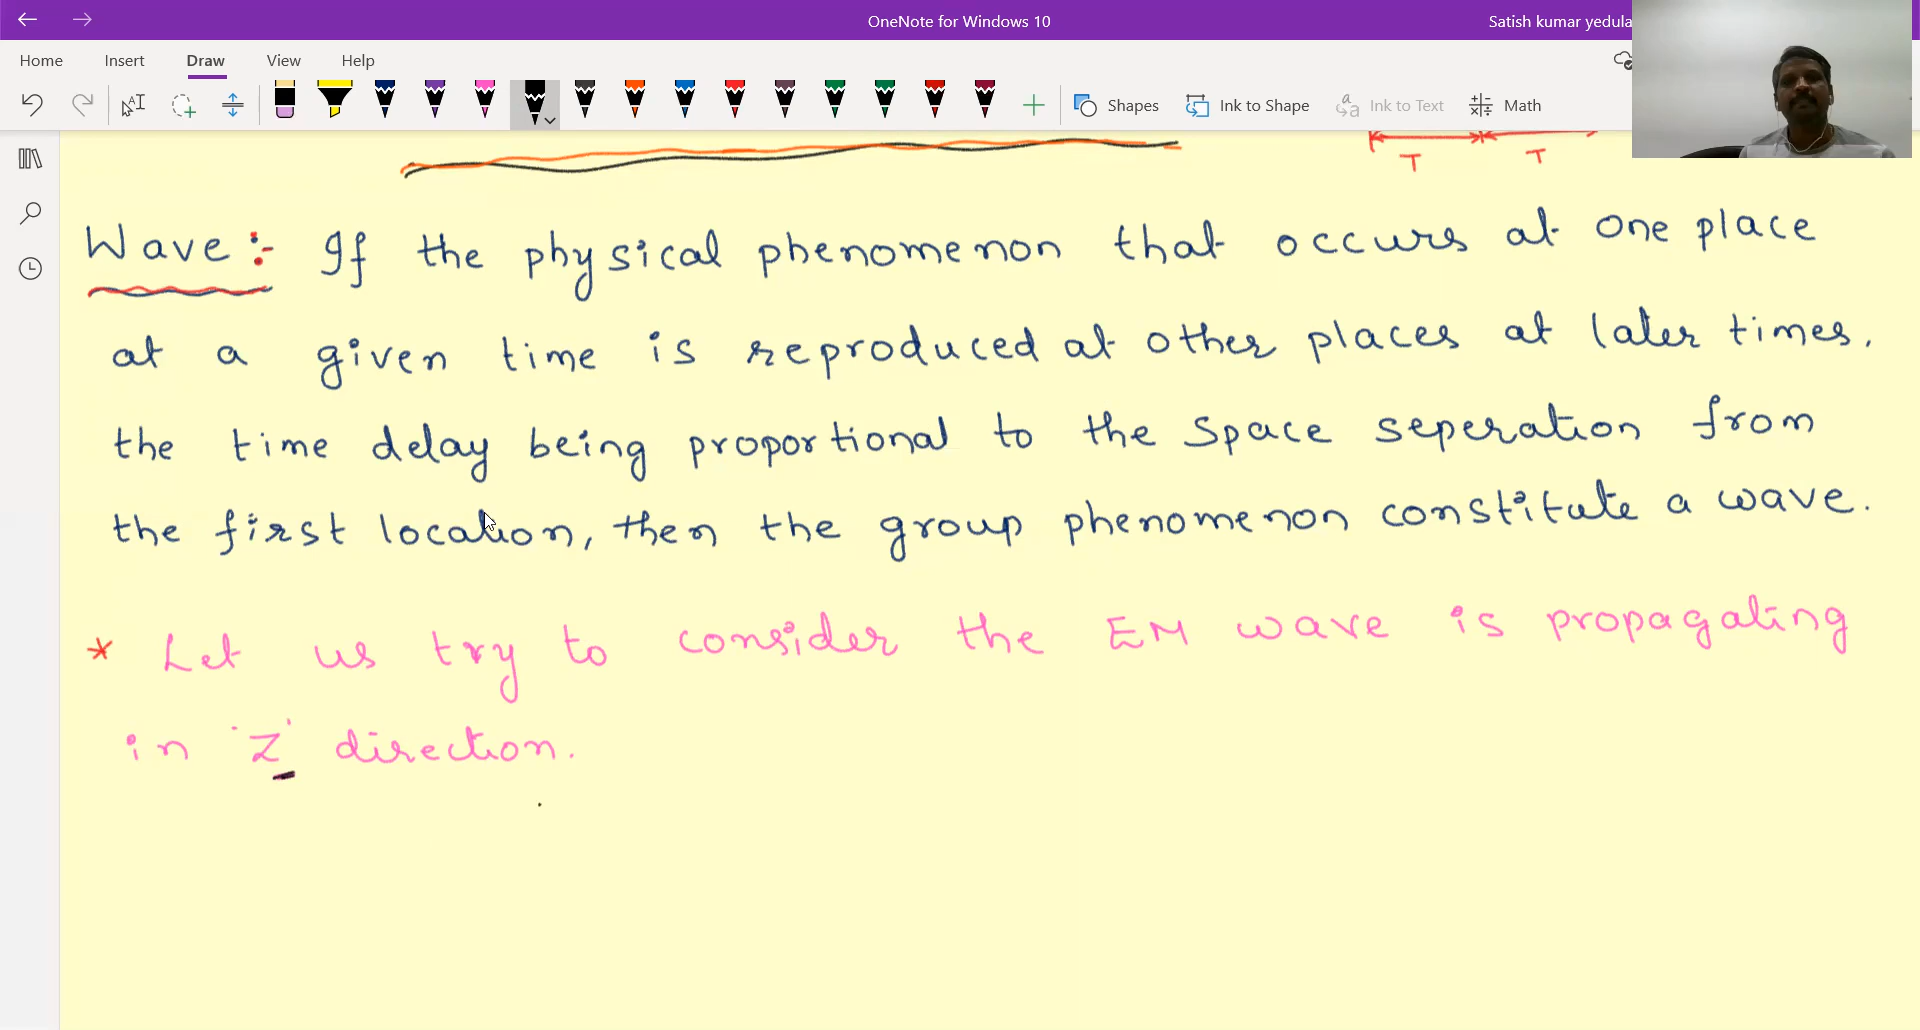 OneNote for Windows 10
Satish kumar yedula
Home Insert Draw View Help
Shapes Ink to Shape Ink to Text Math
T T
Wave:- If the physical phenomenon that occurs at one place
at a given time is reproduced at other places at later times.
the time delay being proportional to the space seperation from
the first location, then the group phenomenon constitute a wave.
* Let us try to consider the EM wave is propagating
in 'Z' direction.